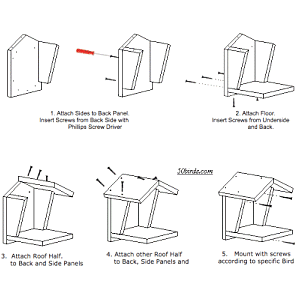 1. Attach Sides to Back Panel.
Insert Screws from Back Side with
Phillips Screw Driver
2. Attach Floor.
Insert Screws from Underside
and Back.
3. Attach Roof Half.
to Back and Side Panels
4. Attach other Roof Half
to Back, Side Panels and
70birds.com
5. Mount with screws
according to specific Bird